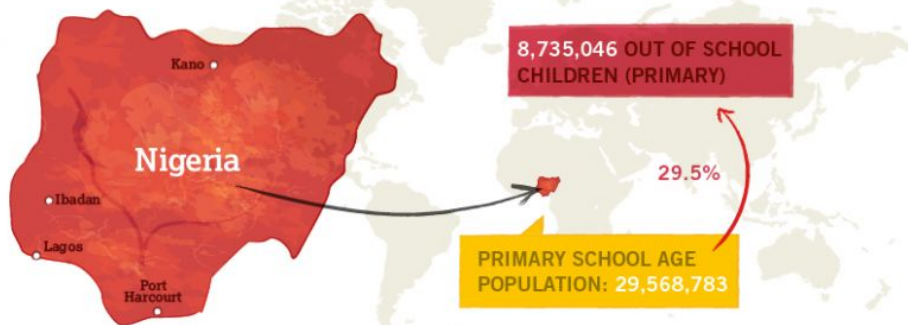 Kano
Nigeria
Ibadan
Lagos
Port
Harcourt
8,735,046 OUT OF SCHOOL
CHILDREN (PRIMARY)
29.5%
PRIMARY SCHOOL AGE
POPULATION: 29,568,783